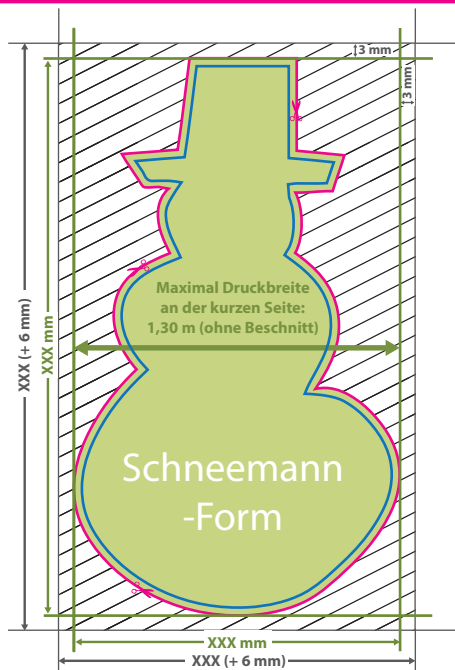 3 mm
3 mm
XXX (+ 6 mm)
XXX mm
Maximal Druckbreite
an der kurzen Seite:
1,30 m (ohne Beschnitt)
Schneemann
-Form
XXX mm
XXX (+ 6 mm)